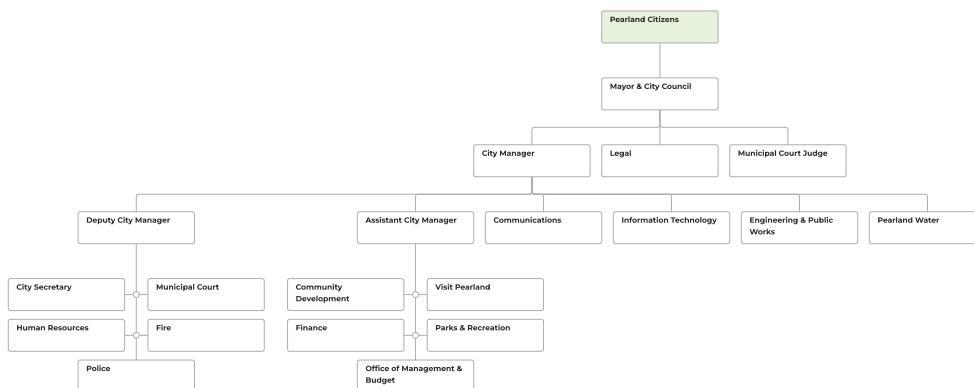 Pearland Citizens
Mayor & City Council
City Manager
Legal
Municipal Court Judge
Deputy City Manager
Assistant City Manager
Communications
Information Technology
Engineering & Public
Works
Pearland Water
City Secretary
Municipal Court
Community
Development
Visit Pearland
Human Resources
Fire
Finance
Parks & Recreation
Police
Office of Management &
Budget